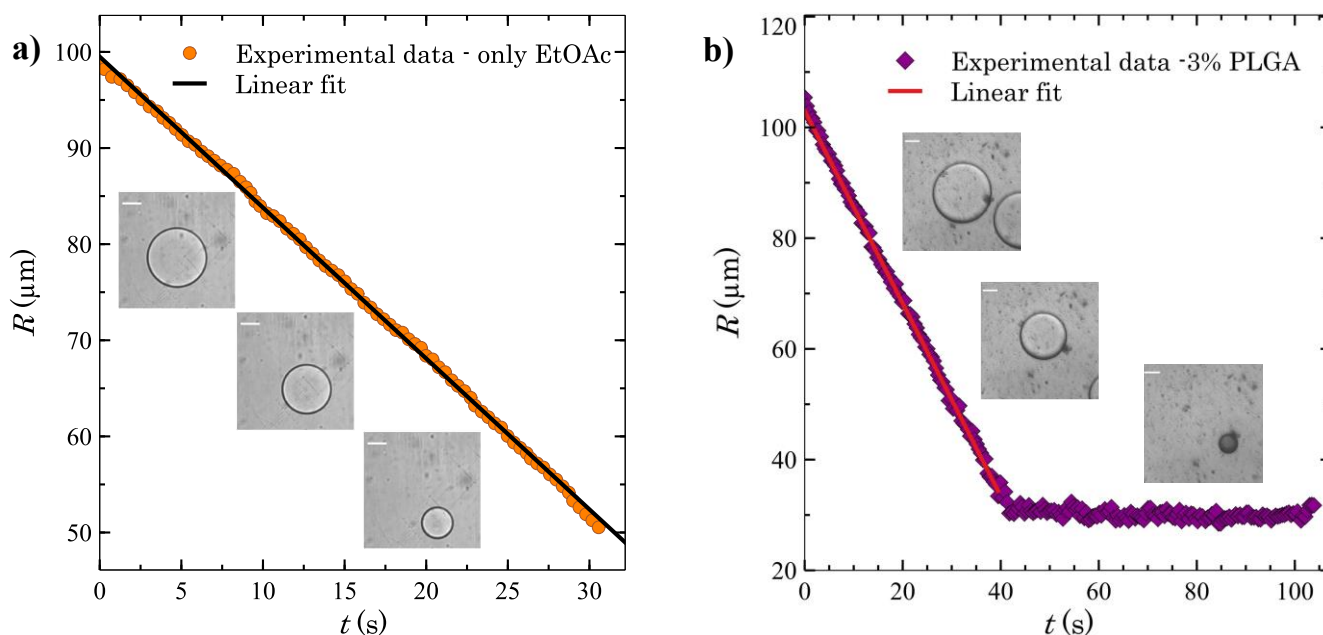 a)
Experimental data - only EtOAc
Linear fit
100
90
80
70
60
50
R (μm)
0 5 10 15 20 25 30
t (s)
b)
Experimental data -3% PLGA
Linear fit
120
100
80
60
40
20
R (μm)
0 20 40 60 80 100
t (s)